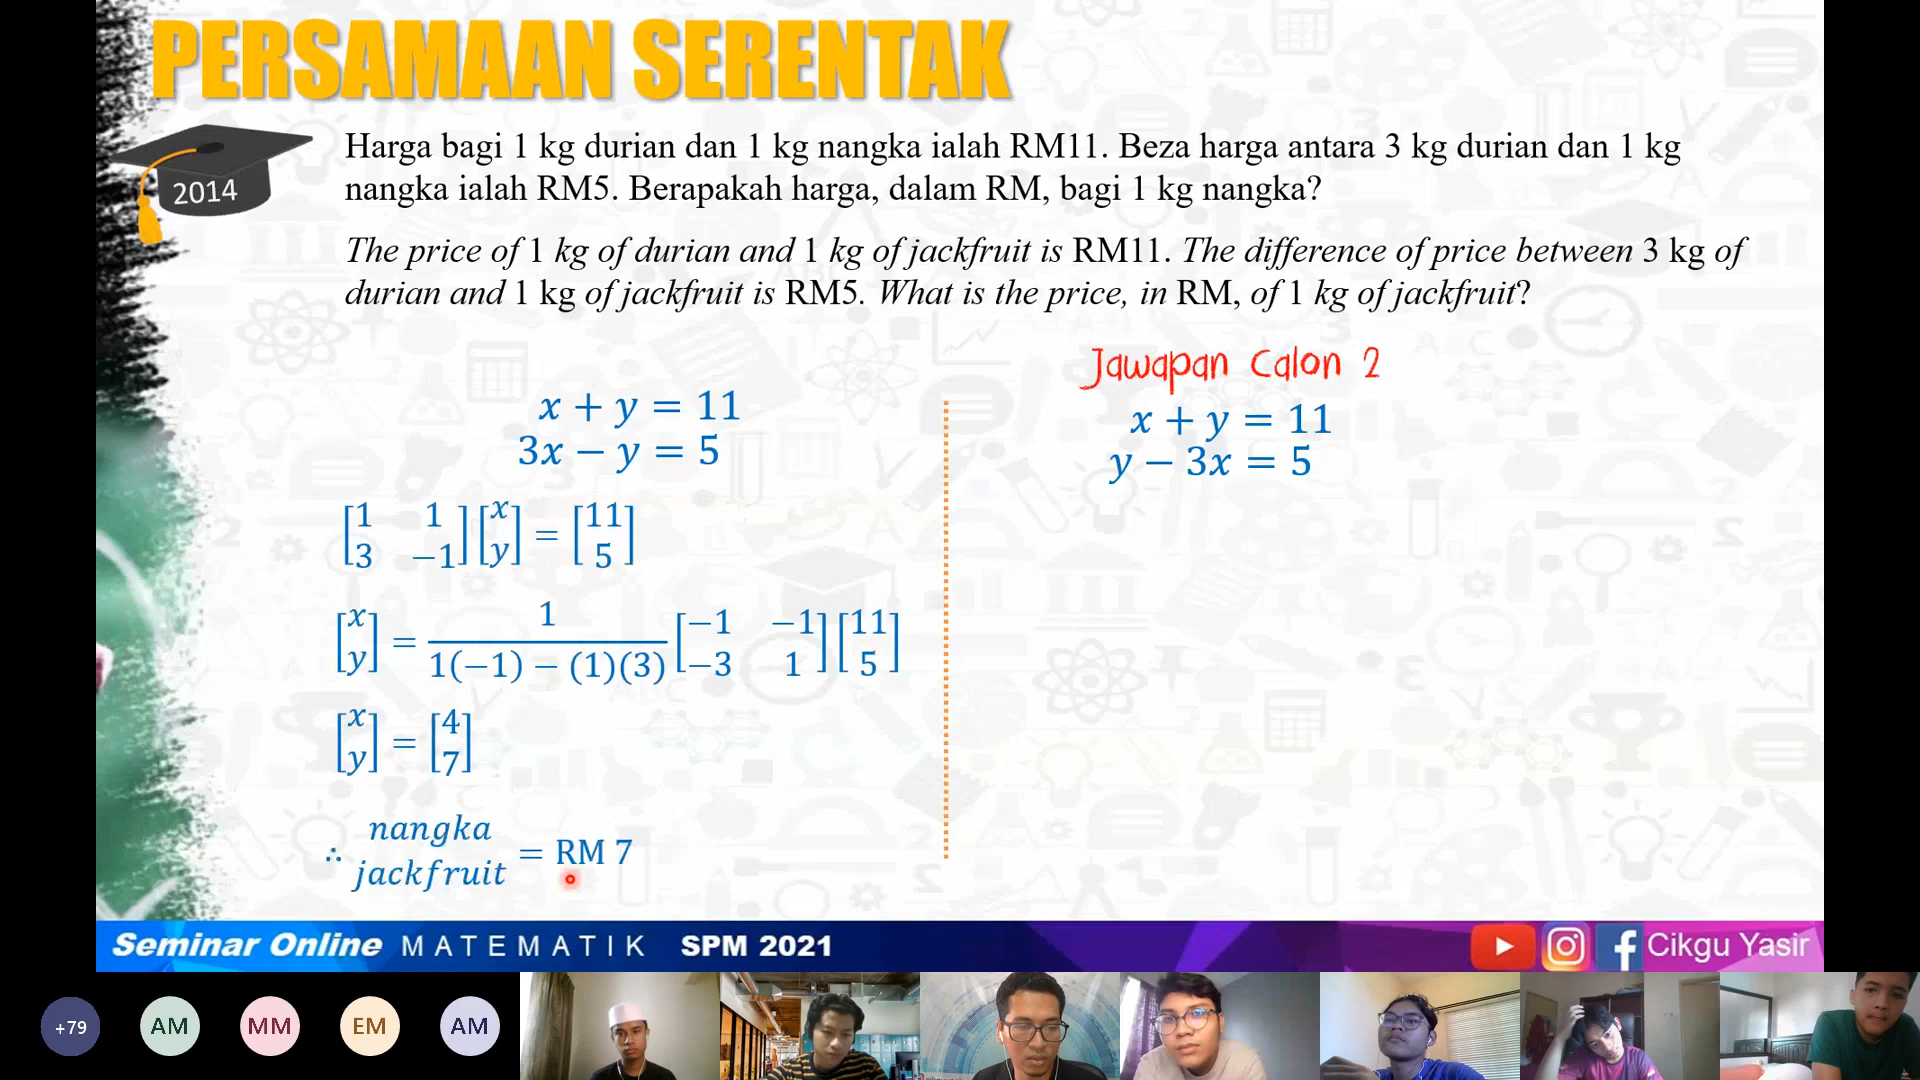 PERSAMAAN SERENTAK
2014
Harga bagi 1 kg durian dan 1 kg nangka ialah RM11. Beza harga antara 3 kg durian dan 1 kg
nangka ialah RM5. Berapakah harga, dalam RM, bagi 1 kg nangka?
The price of 1 kg of durian and 1 kg of jackfruit is RM11. The difference of price between 3 kg of
durian and 1 kg of jackfruit is RM5. What is the price, in RM, of 1 kg of jackfruit?
x + y = 11
3x − y = 5
[1 1
3 −1] [x
y] = [11
5]
[x
y] = 1
1(−1) − (1)(3) [−1 −1
−3 1] [11
5]
[x
y] = [4
7]
∴ nangka
jackfruit = RM 7
Jawapan Calon 2
x + y = 11
y − 3x = 5
Seminar Online MATEMATIK SPM 2021
Cikgu Yasir
+79
AM
MM
EM
AM